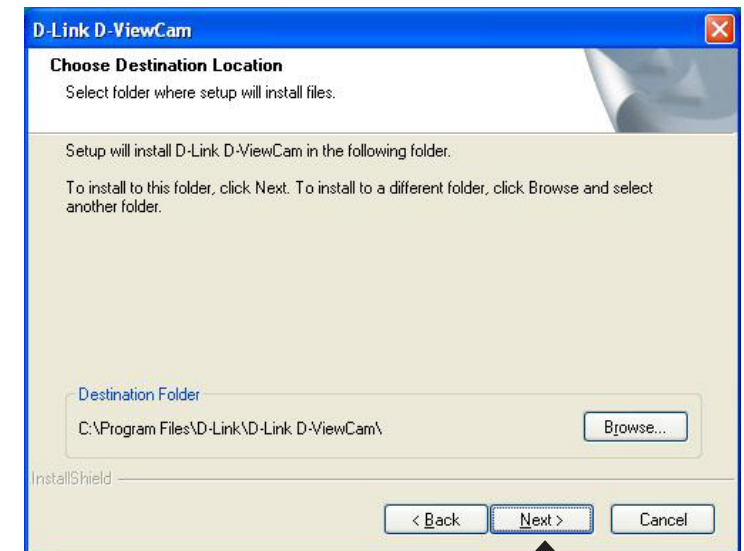 D-Link D-ViewCam
Choose Destination Location
Select folder where setup will install files.
Setup will install D-Link D-ViewCam in the following folder.
To install to this folder, click Next. To install to a different folder, click Browse and select
another folder.
Destination Folder
C:\Program Files\D-Link\D-Link D-ViewCam\
Browse...
InstallShield
< Back
Next >
Cancel